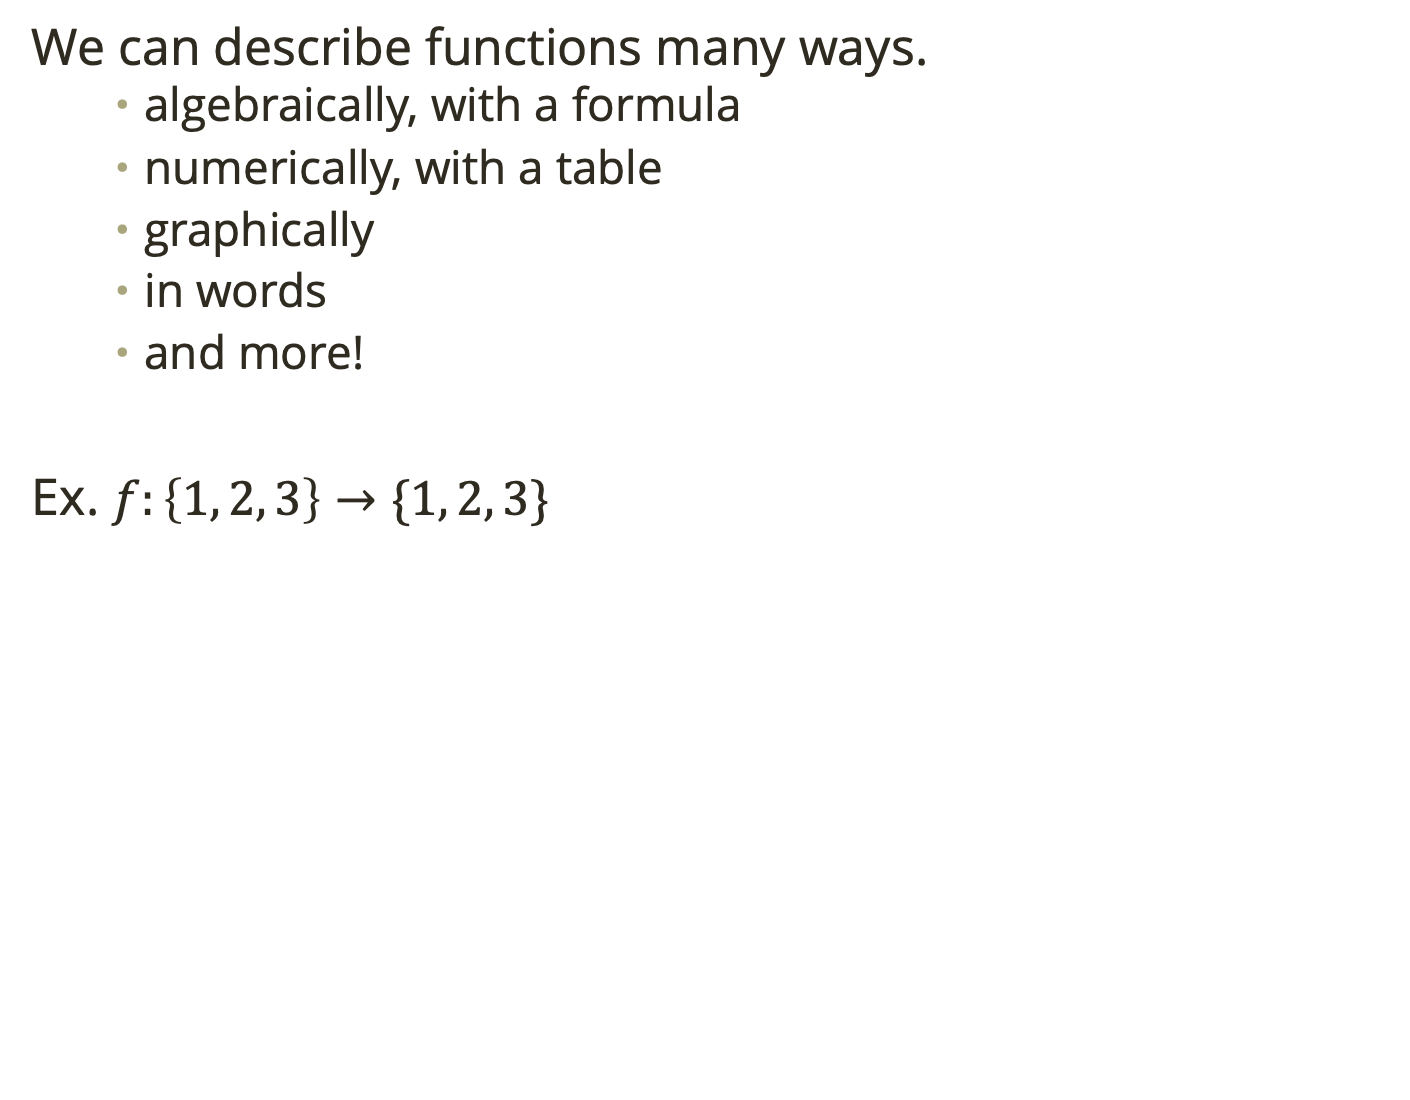 We can describe functions many ways.
• algebraically, with a formula
• numerically, with a table
• graphically
• in words
• and more!
Ex. f: {1, 2, 3} → {1, 2, 3}